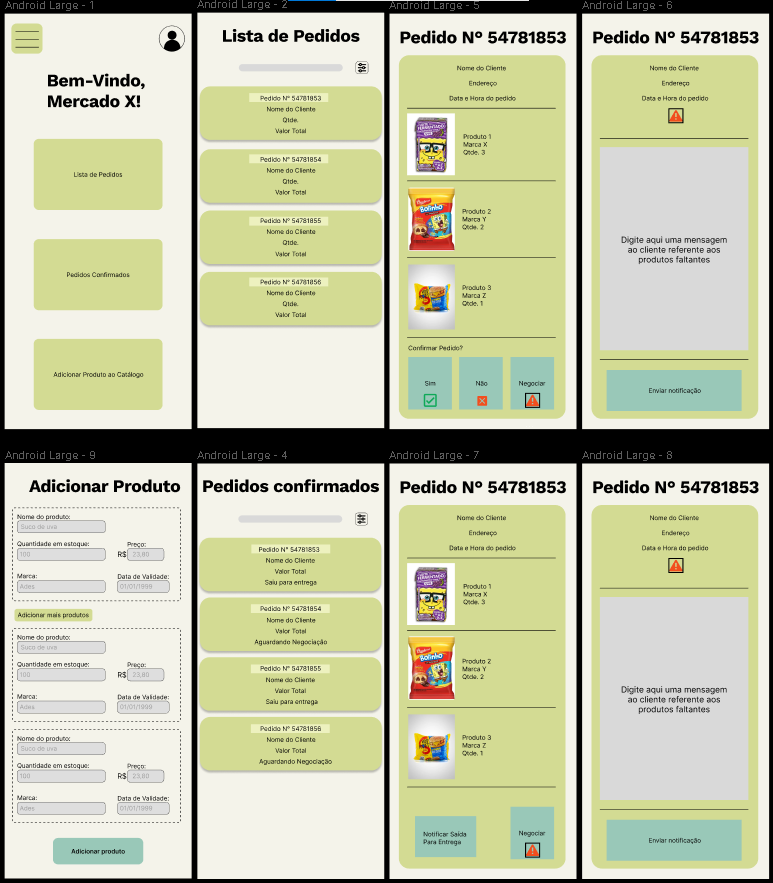 Android Large - 1
Bem-Vindo,
Mercado X!
Lista de Pedidos
Pedidos Confirmados
Adicionar Produto ao Catálogo
Android Large - 2
Lista de Pedidos
Pedido N° 54781853
Nome do Cliente
Qtde.
Valor Total
Pedido N° 54781854
Nome do Cliente
Qtde.
Valor Total
Pedido N° 54781855
Nome do Cliente
Qtde.
Valor Total
Pedido N° 54781856
Nome do Cliente
Qtde.
Valor Total
Android Large - 5
Pedido N° 54781853
Nome do Cliente
Endereço
Data e Hora do pedido
FERMENTADO
Produto 1
Marca X
Qtde. 3
Bolinho
Produto 2
Marca Y
Qtde. 2
Produto 3
Marca Z
Qtde. 1
Confirmar Pedido?
Sim
Não
Negociar
Android Large - 6
Pedido N° 54781853
Nome do Cliente
Endereço
Data e Hora do pedido
Digite aqui uma mensagem
ao cliente referente aos
produtos faltantes
Enviar notificação
Android Large - 9
Adicionar Produto
Nome do produto:
Suco de uva
Quantidade em estoque:
Preço:
100
R$ 23,80
Marca:
Data de Validade:
Ades
01/01/1999
Adicionar mais produtos
Nome do produto:
Suco de uva
Quantidade em estoque:
Preço:
100
R$ 23,80
Marca:
Data de Validade:
Ades
01/01/1999
Nome do produto:
Suco de uva
Quantidade em estoque:
Preço:
100
R$ 23,80
Marca:
Data de Validade:
Ades
01/01/1999
Adicionar produto
Android Large - 4
Pedidos confirmados
Pedido N° 54781853
Nome do Cliente
Valor Total
Saiu para entrega
Pedido N° 54781854
Nome do Cliente
Valor Total
Aguardando Negociação
Pedido N° 54781855
Nome do Cliente
Valor Total
Saiu para entrega
Pedido N° 54781856
Nome do Cliente
Valor Total
Aguardando Negociação
Android Large - 7
Pedido N° 54781853
Nome do Cliente
Endereço
Data e Hora do pedido
FERMENTADO
Produto 1
Marca X
Qtde. 3
Bolinho
Produto 2
Marca Y
Qtde. 2
Produto 3
Marca Z
Qtde. 1
Notificar Saída
Para Entrega
Negociar
Android Large - 8
Pedido N° 54781853
Nome do Cliente
Endereço
Data e Hora do pedido
Digite aqui uma mensagem
ao cliente referente aos
produtos faltantes
Enviar notificação